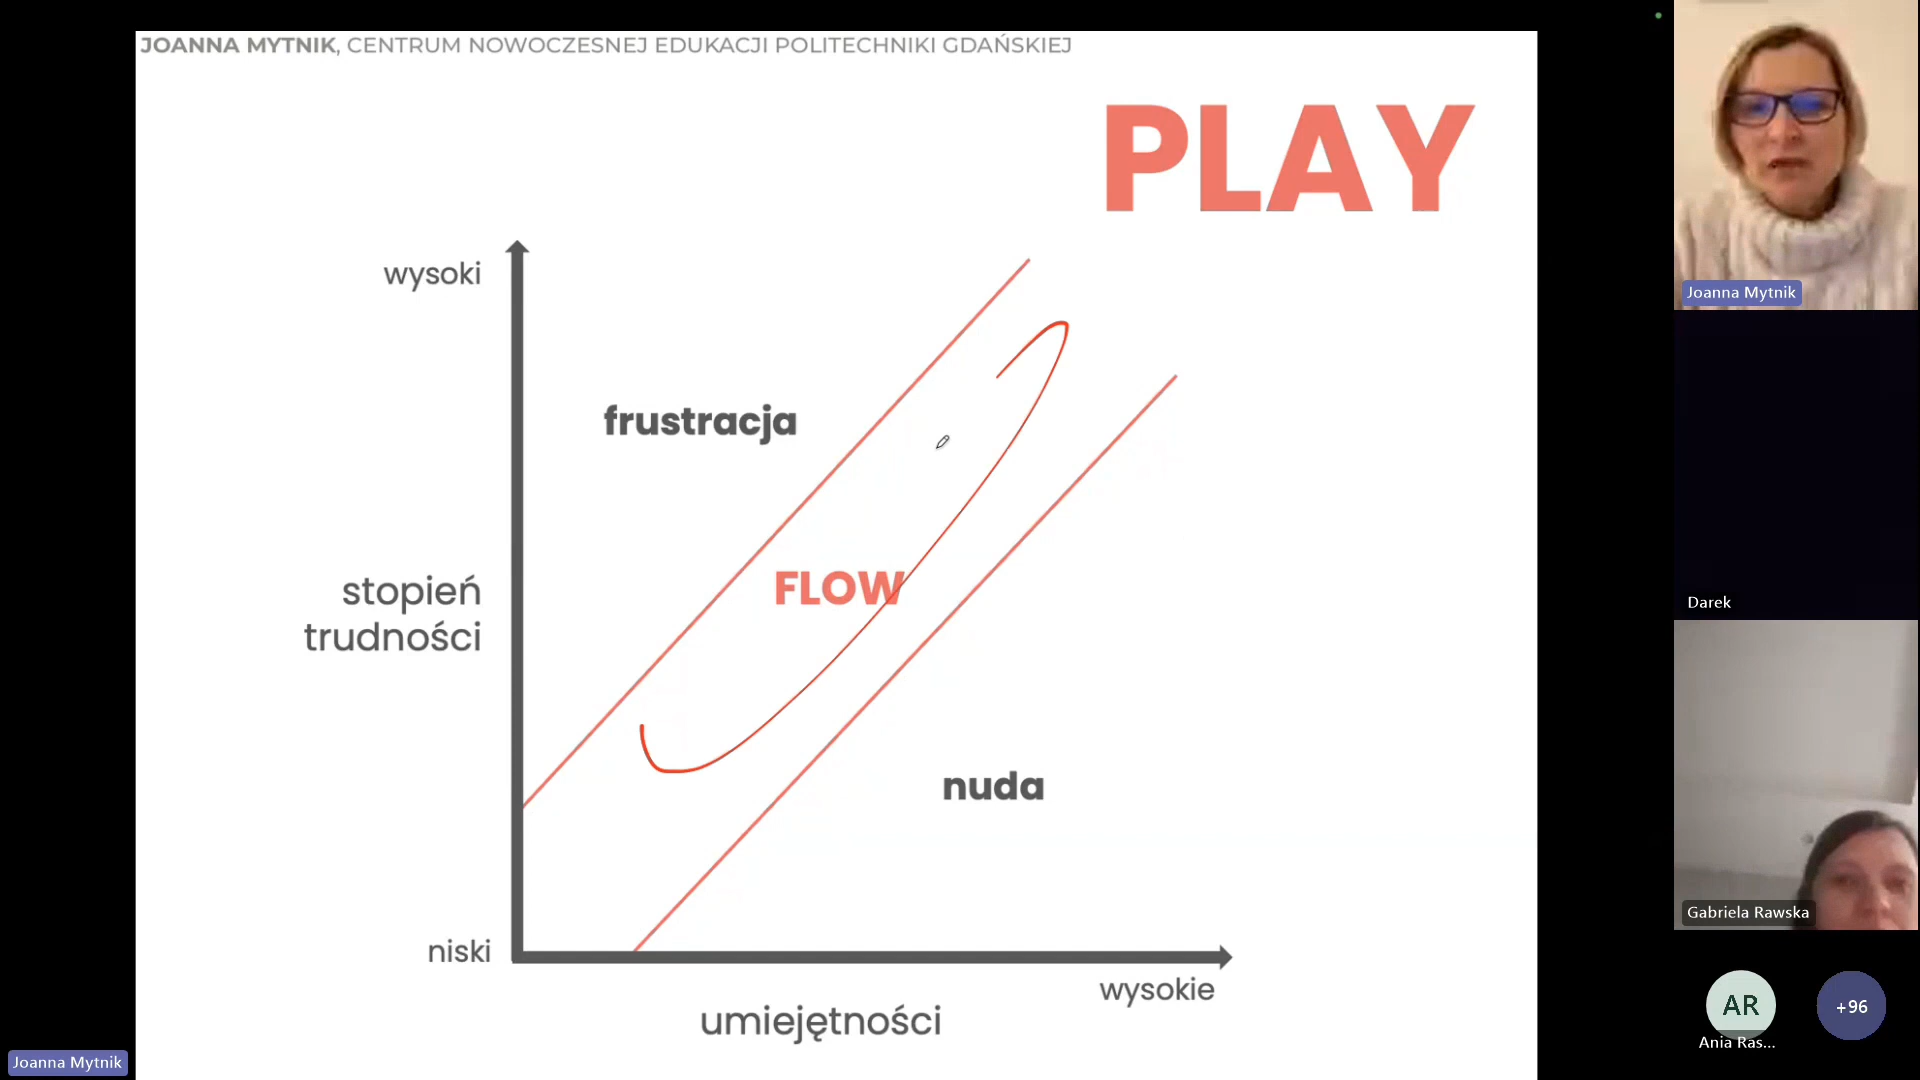 JOANNA MYTNIK, CENTRUM NOWOCZESNEJ EDUKACJI POLITECHNIKI GDAŃSKIEJ
PLAY
wysoki
frustracja
stopień
trudności
FLOW
nuda
niski
wysokie
umiejętności
Joanna Mytnik
Joanna Mytnik
Darek
Gabriela Rawska
AR
+96
Ania Ras...